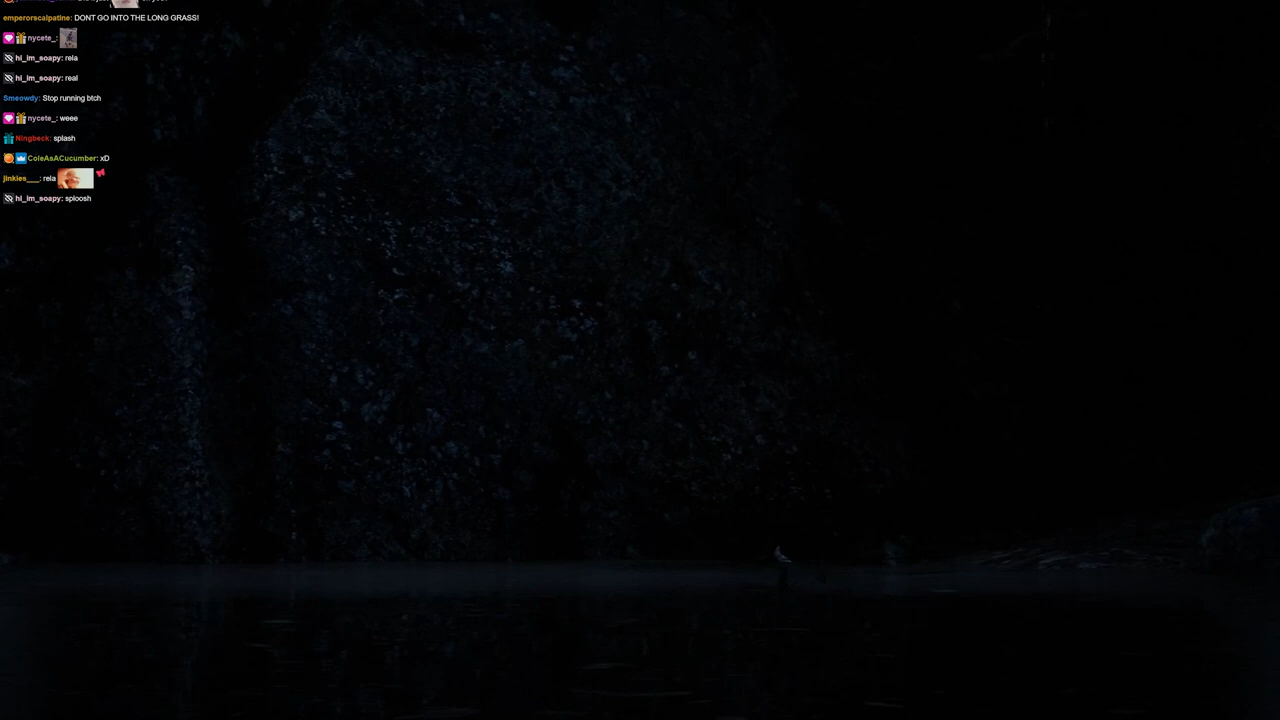 emperorscalpatine: DONT GO INTO THE LONG GRASS!
nycete_:
hi_im_soapy: rela
hi_im_soapy: real
Smeowdy: Stop running btch
nycete_: weee
Ningbeck: splash
ColeAsACucumber: xD
jinkies___: rela
hi_im_soapy: sploosh